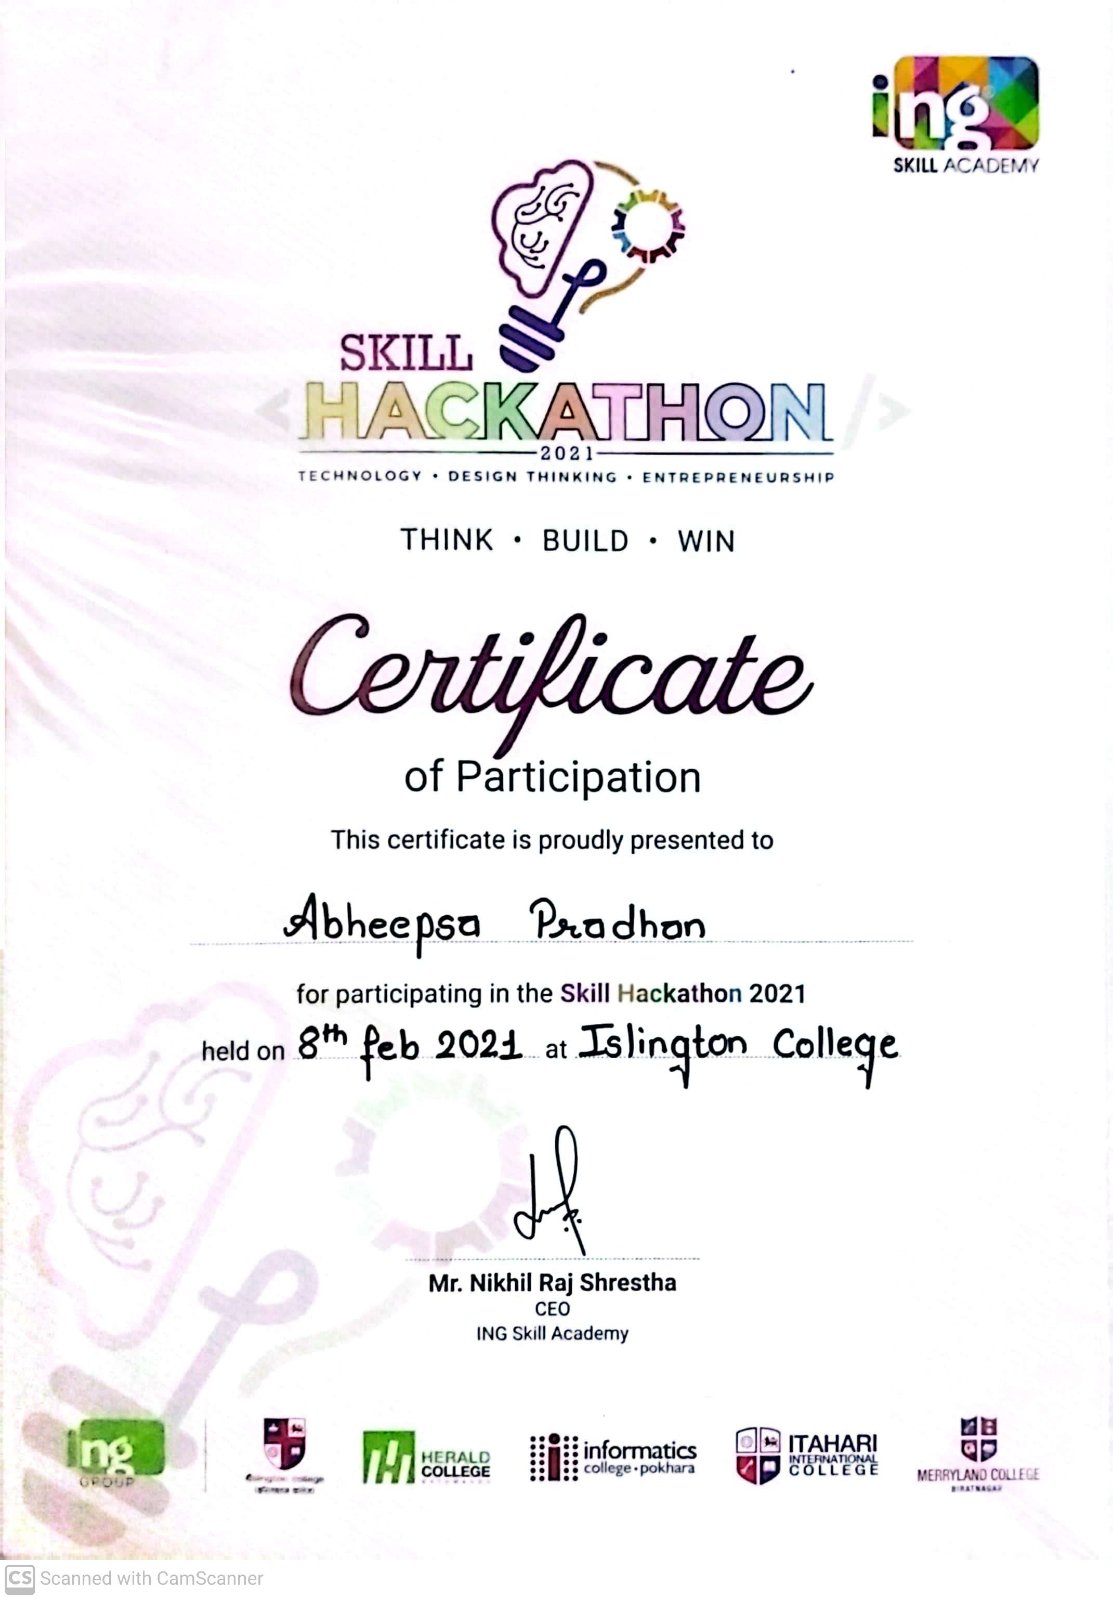 ing
SKILL ACADEMY
SKILL
<HACKATHON/>
2021
TECHNOLOGY • DESIGN THINKING • ENTREPRENEURSHIP
THINK • BUILD • WIN
Certificate
of Participation
This certificate is proudly presented to
Abheepsa Pradhan
for participating in the Skill Hackathon 2021
held on 8th feb 2021 at Islington College
Mr. Nikhil Raj Shrestha
CEO
ING Skill Academy
ing
GROUP
Islington college
HERALD
COLLEGE
informatics
college • pokhara
ITAHARI
INTERNATIONAL
COLLEGE
MERRYLAND COLLEGE
BIRATNAGAR
CS Scanned with CamScanner